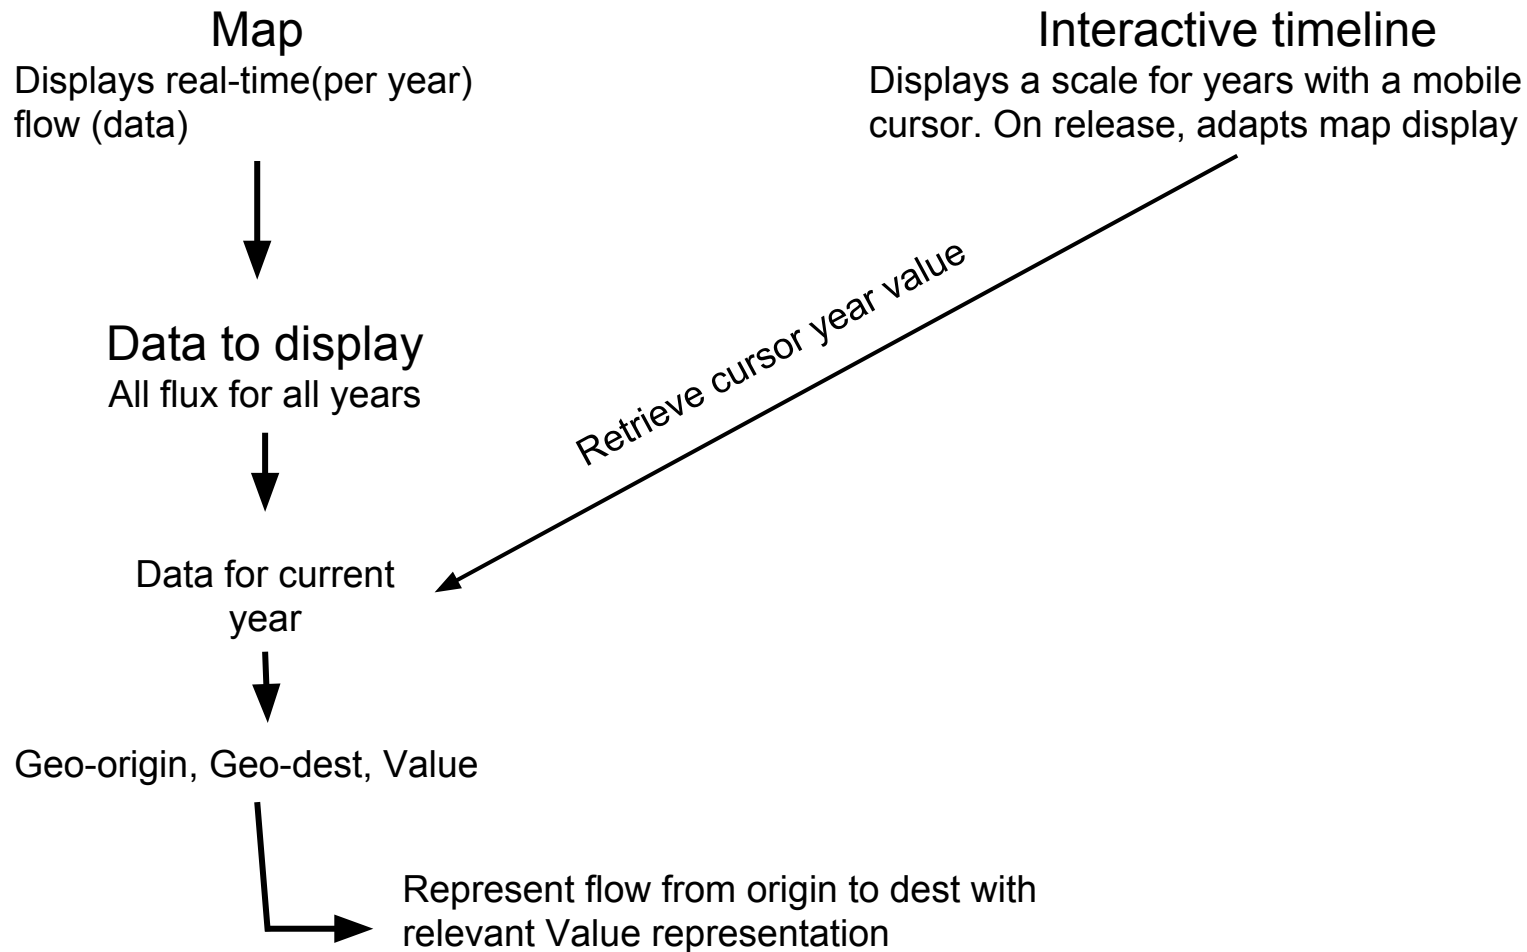 Map
Displays real-time(per year)
flow (data)
Interactive timeline
Displays a scale for years with a mobile
cursor. On release, adapts map display
Retrieve cursor year value
Data to display
All flux for all years
Data for current
year
Geo-origin, Geo-dest, Value
Represent flow from origin to dest with
relevant Value representation